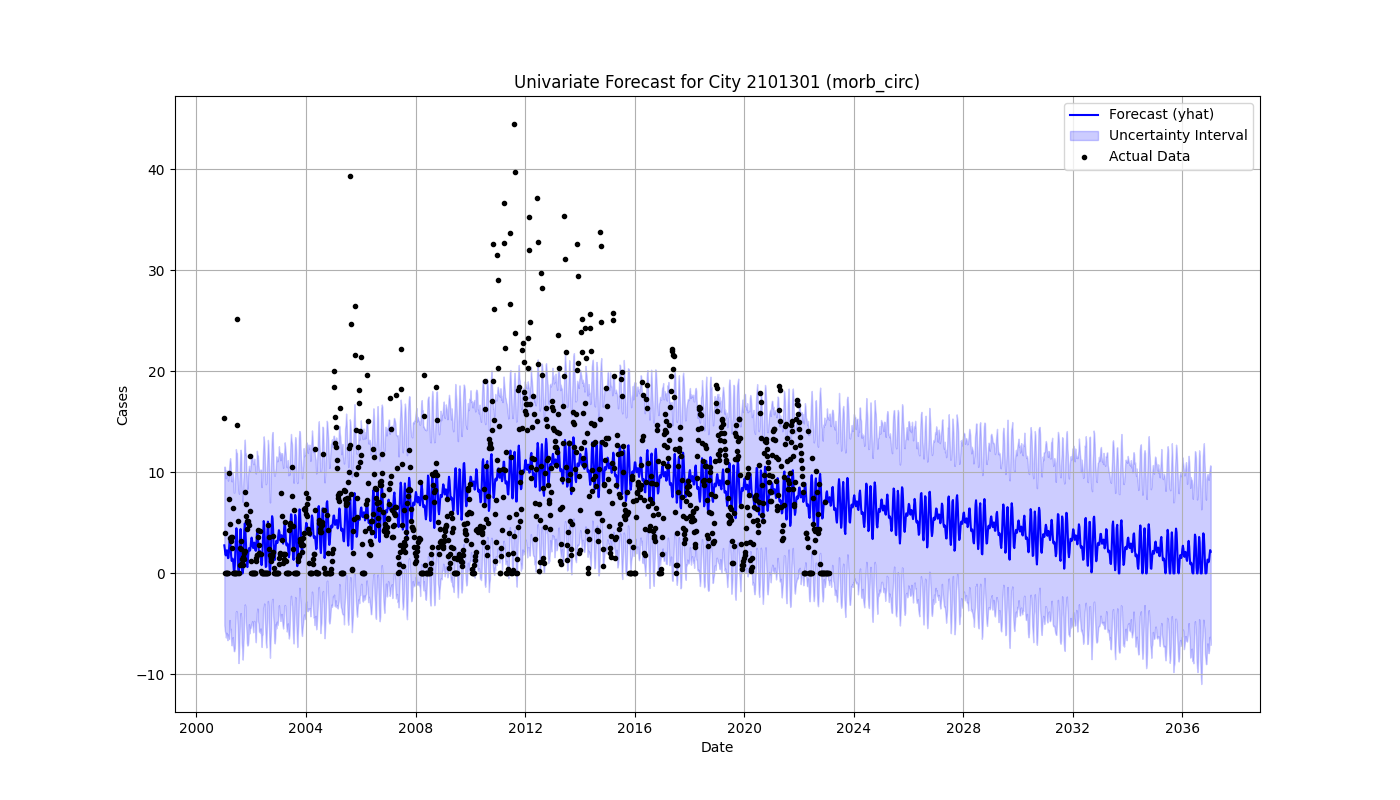 Univariate Forecast for City 2101301 (morb_circ)
Forecast (yhat)
Uncertainty Interval
Actual Data
Cases
40
30
20
10
0
−10
2000 2004 2008 2012 2016 2020 2024 2028 2032 2036
Date